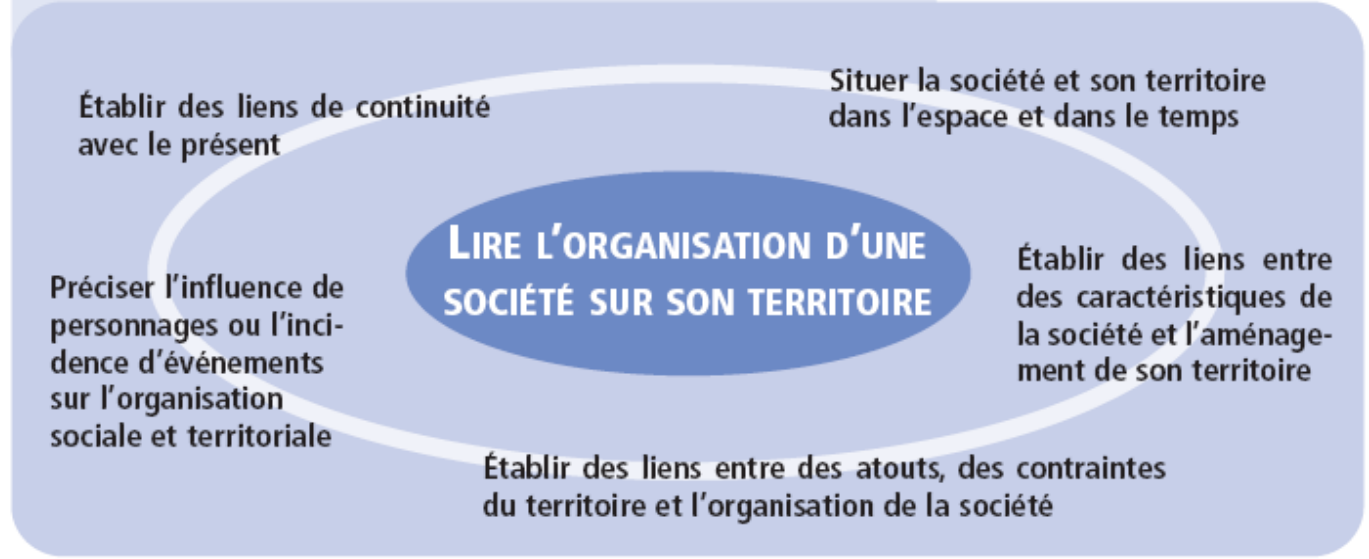 Établir des liens de continuité
avec le présent
Situer la société et son territoire
dans l'espace et dans le temps
LIRE L'ORGANISATION D'UNE
SOCIÉTÉ SUR SON TERRITOIRE
Établir des liens entre
des caractéristiques de
la société et l'aménage-
ment de son territoire
Préciser l'influence de
personnages ou l'inci-
dence d'événements
sur l'organisation
sociale et territoriale
Établir des liens entre des atouts, des contraintes
du territoire et l'organisation de la société